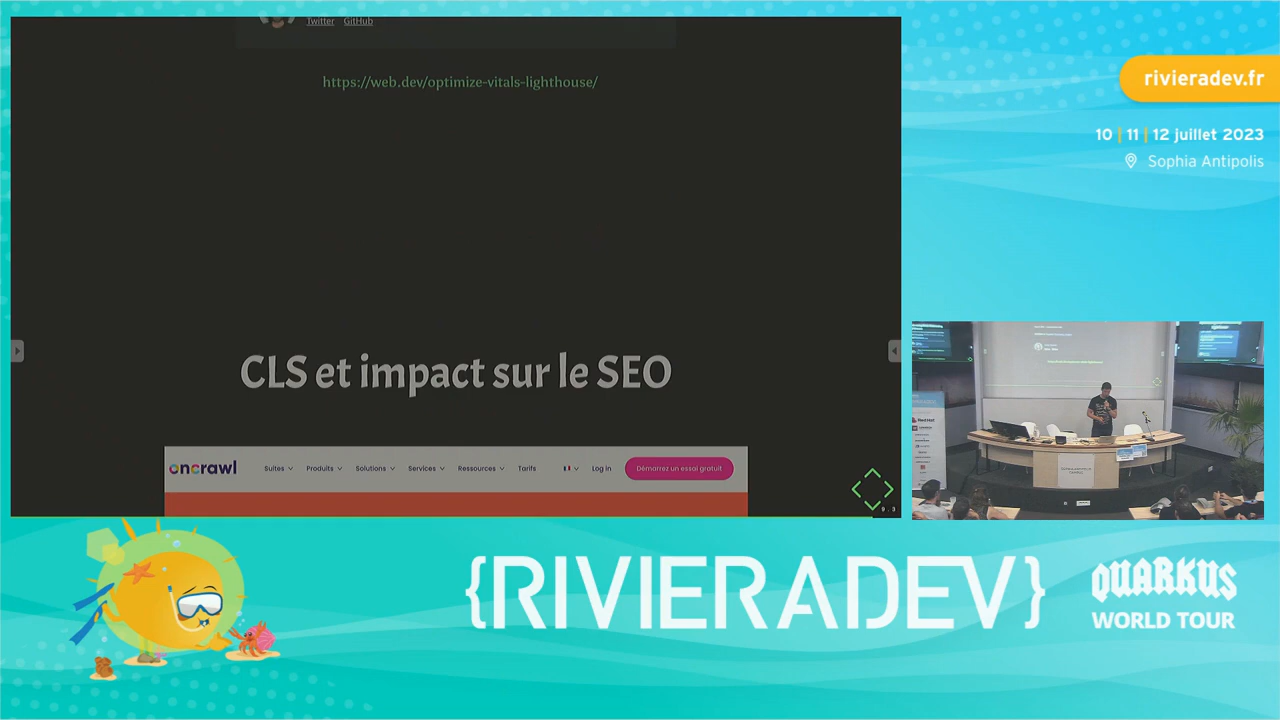 Twitter GitHub
https://web.dev/optimize-vitals-lighthouse/
CLS et impact sur le SEO
oncrawl Suites Produits Solutions Services Ressources Tarifs Log in Démarrez un essai gratuit
9.3
rivieradev.fr
10 | 11 | 12 juillet 2023
Sophia Antipolis
{RIVIERADEV}
QUARKUS
WORLD TOUR